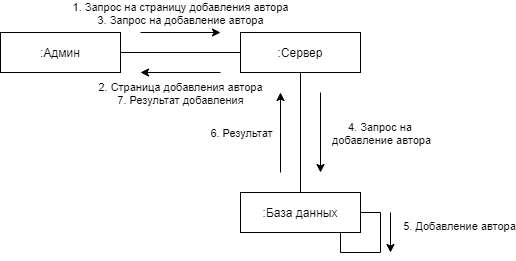 1. Запрос на страницу добавления автора
3. Запрос на добавление автора
:Админ
:Сервер
2. Страница добавления автора
7. Результат добавления
6. Результат
4. Запрос на
добавление автора
:База данных
5. Добавление автора